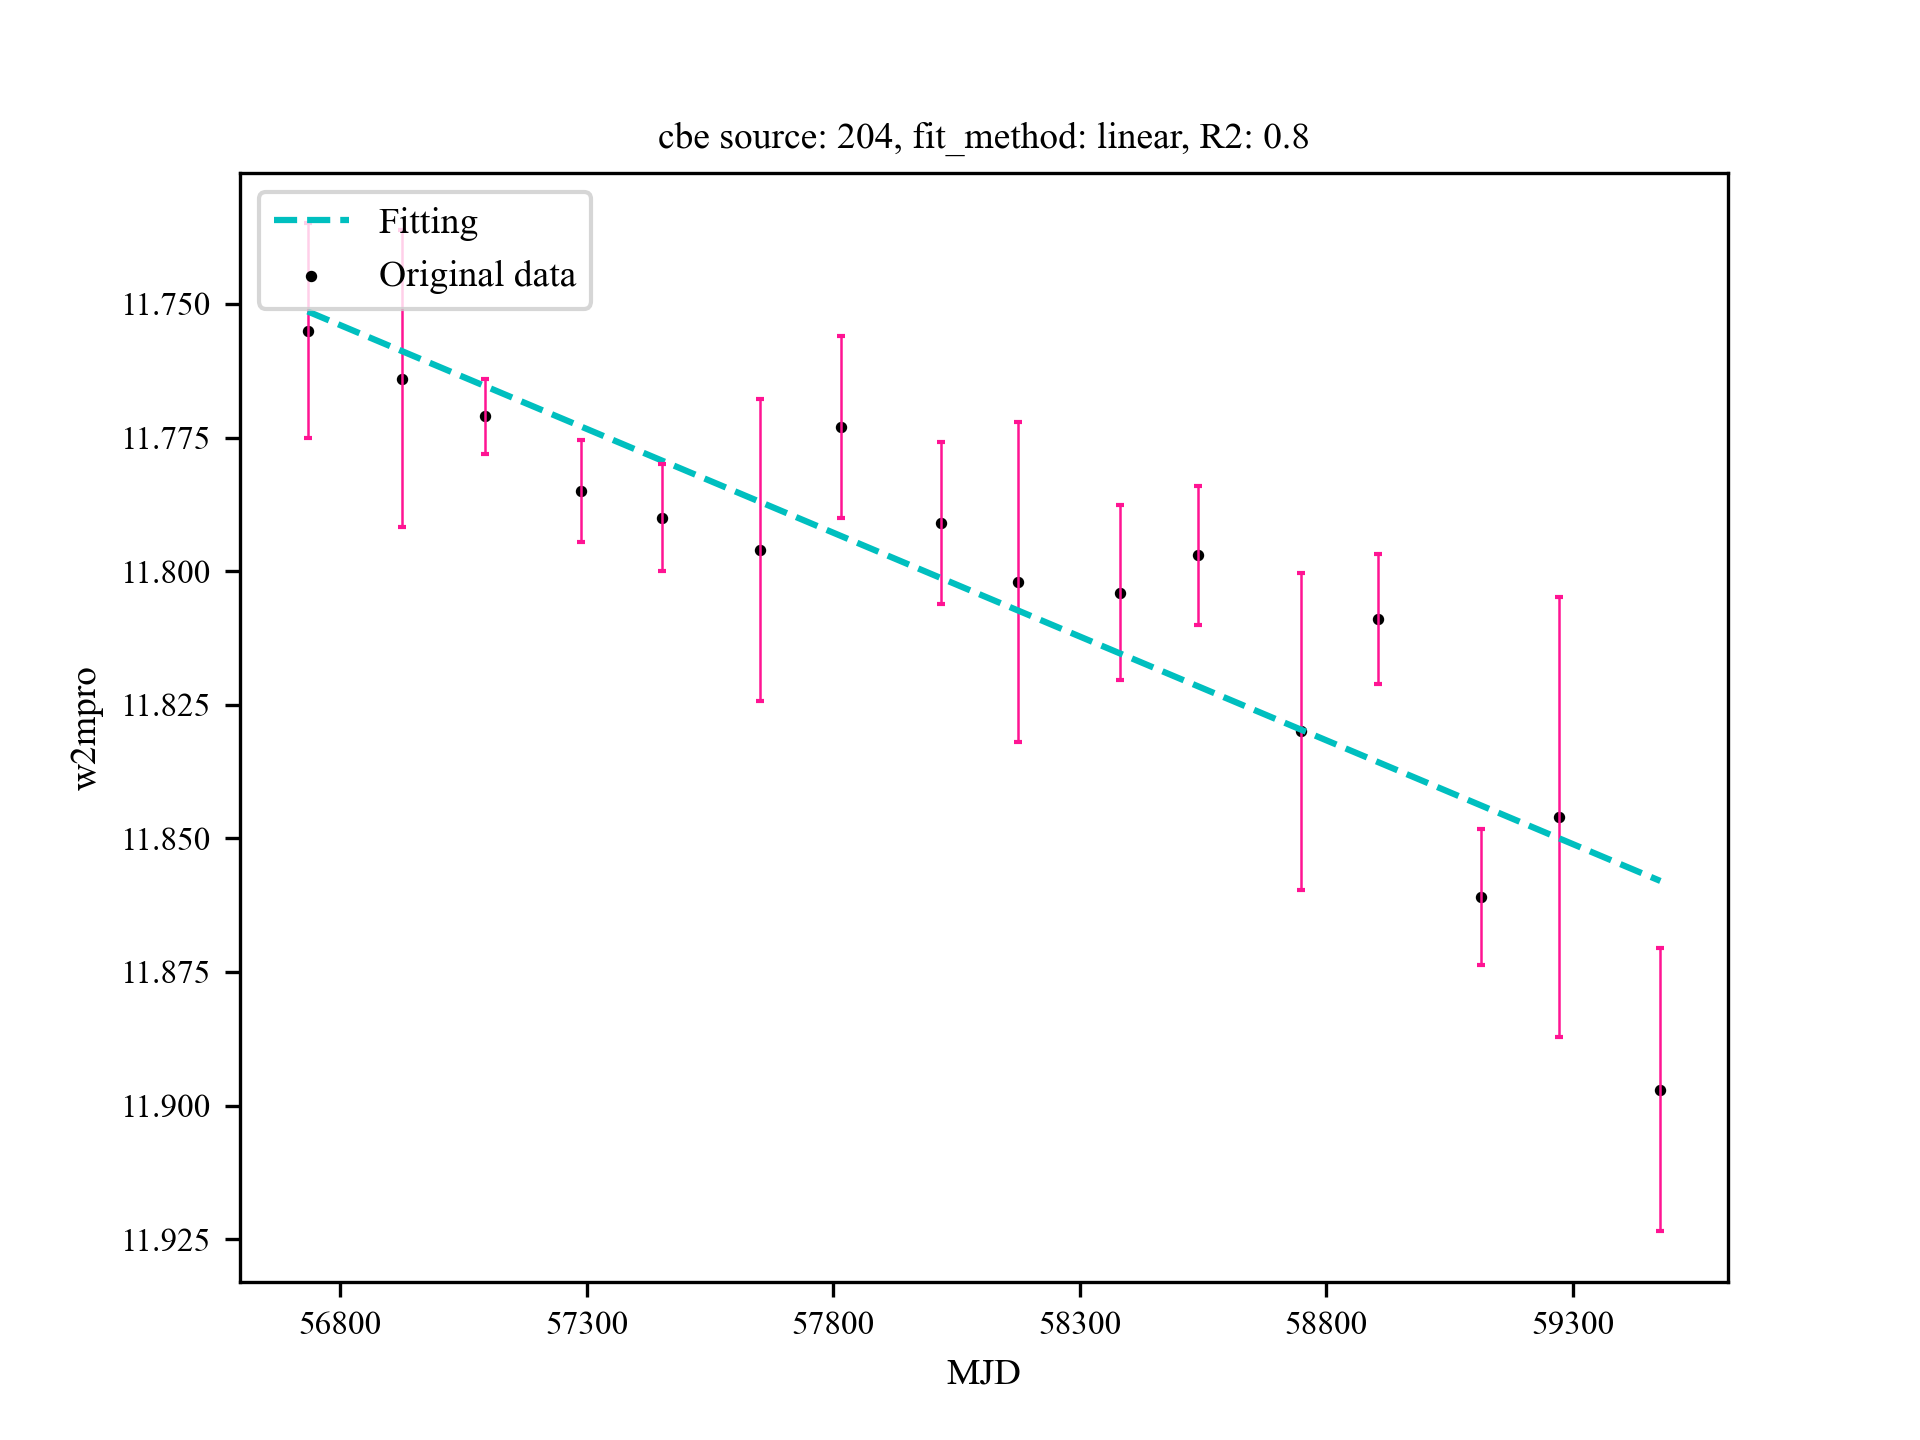 cbe source: 204, fit_method: linear, R2: 0.8
Fitting
Original data
11.750
11.775
11.800
11.825
11.850
11.875
11.900
11.925
w2mpro
56800 57300 57800 58300 58800 59300
MJD